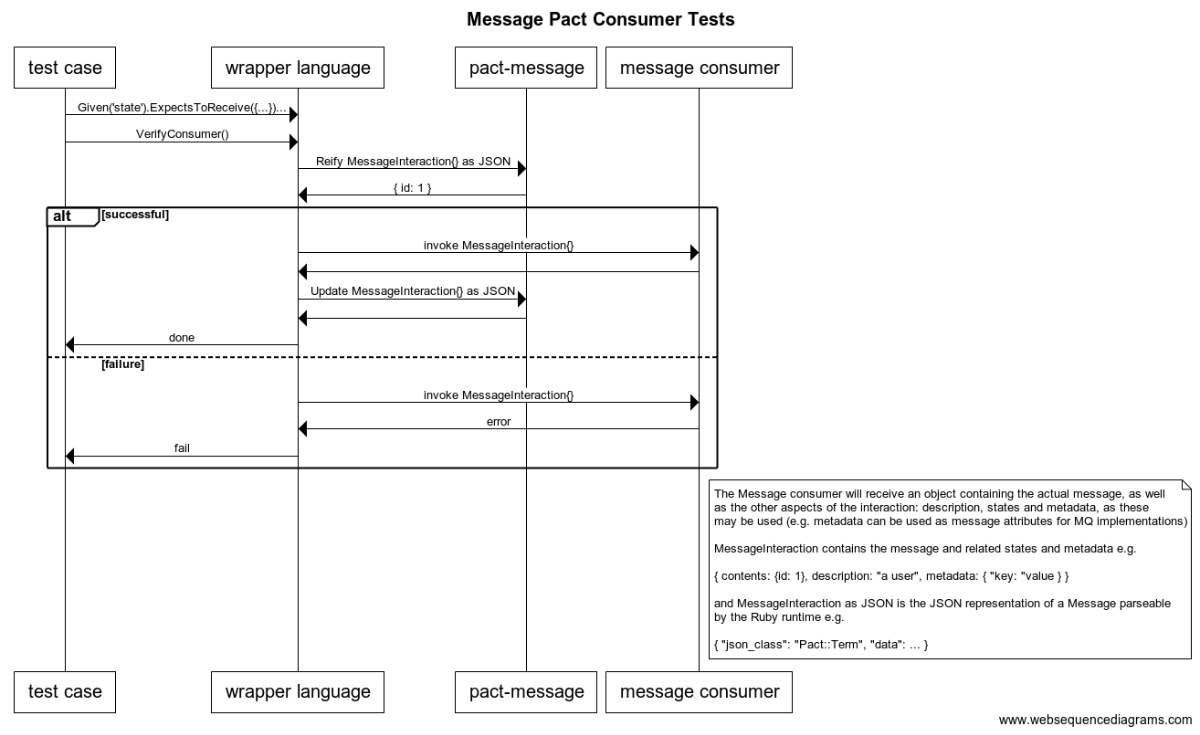 Message Pact Consumer Tests
test case
wrapper language
pact-message
message consumer
Given('state').ExpectsToReceive({...})...
VerifyConsumer()
Reify MessageInteraction{} as JSON
{ id: 1 }
alt
[successful]
invoke MessageInteraction{}
Update MessageInteraction{} as JSON
done
[failure]
invoke MessageInteraction{}
error
fail
The Message consumer will receive an object containing the actual message, as well
as the other aspects of the interaction: description, states and metadata, as these
may be used (e.g. metadata can be used as message attributes for MQ implementations)
MessageInteraction contains the message and related states and metadata e.g.
{ contents: {id: 1}, description: "a user", metadata: { "key: "value } }
and MessageInteraction as JSON is the JSON representation of a Message parseable
by the Ruby runtime e.g.
{ "json_class": "Pact::Term", "data": ... }
test case
wrapper language
pact-message
message consumer
www.websequencediagrams.com